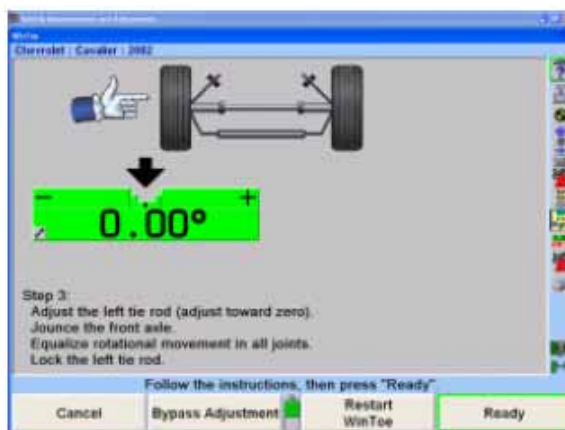 WinToe
Chevrolet : Cavalier : 2002
- +
0.00°
Step 3:
Adjust the left tie rod (adjust toward zero).
Jounce the front axle.
Equalize rotational movement in all joints.
Lock the left tie rod.
Follow the instructions, then press "Ready".
Cancel
Bypass Adjustment
Restart
WinToe
Ready